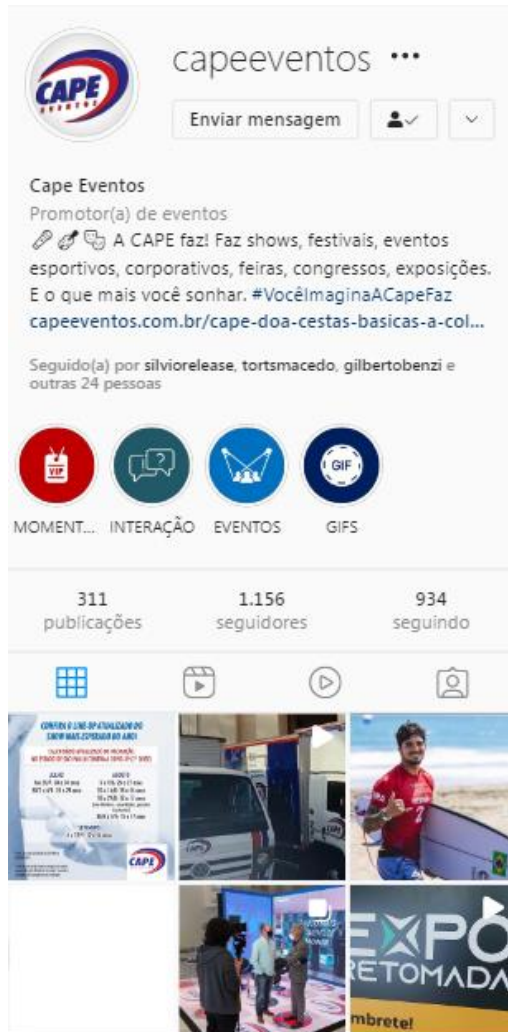 CAPE
EVENTOS
capeeventos
Enviar mensagem
Cape Eventos
Promotor(a) de eventos
A CAPE faz! Faz shows, festivais, eventos
esportivos, corporativos, feiras, congressos, exposições.
E o que mais você sonhar. #VocêImaginaACapeFaz
capeeventos.com.br/cape-doa-cestas-basicas-a-col...
Seguido(a) por silviorelease, tortsmacedo, gilbertobenzi e
outras 24 pessoas
VIP
?
GIF
MOMENT... INTERAÇÃO EVENTOS GIFS
311 1.156 934
publicações seguidores seguindo
CONFIRA O LINE-UP ATUALIZADO DO
SHOW MAIS ESPERADO DO ANO!
JULHO AGOSTO
CAPE
CAPE
2
EXPO
RETOMADA
mbrete!